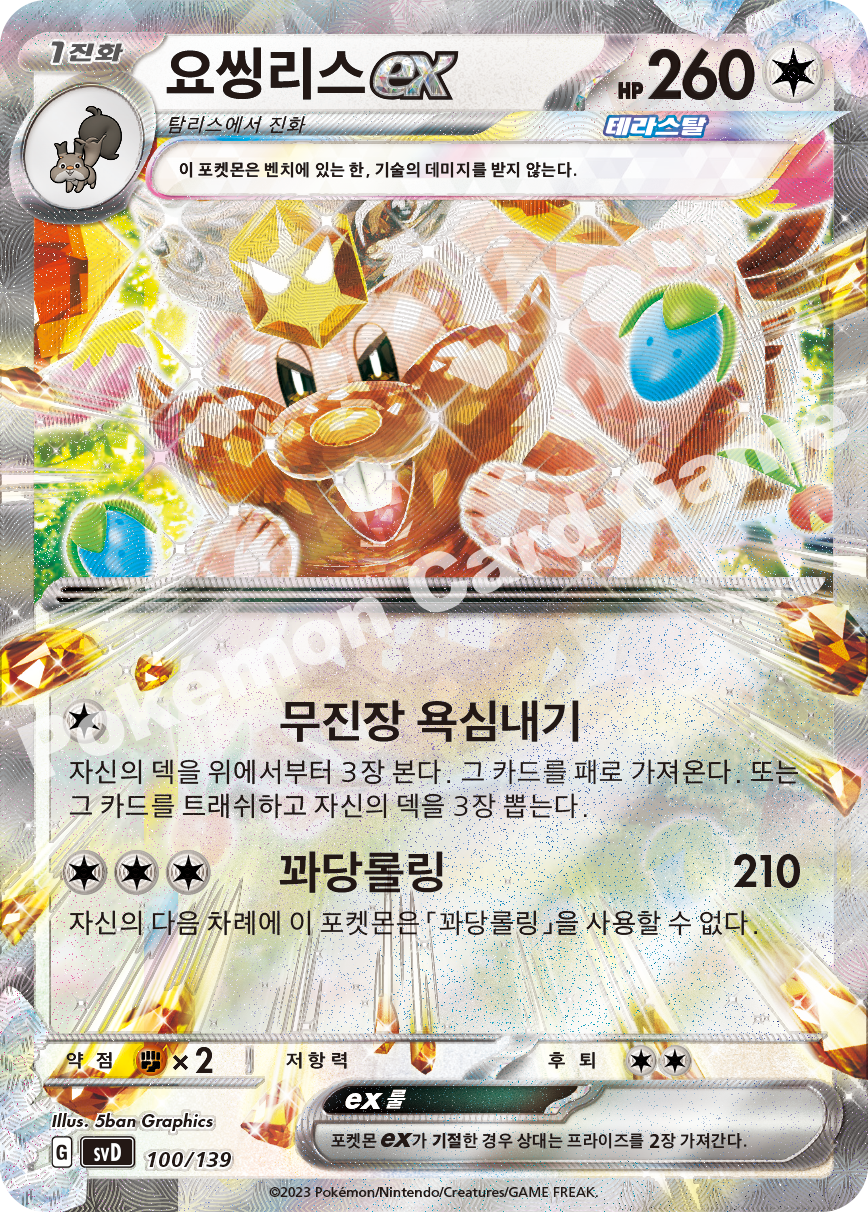 1진화
요씽리스ex
HP 260
탐리스에서 진화
테라스탈
이 포켓몬은 벤치에 있는 한, 기술의 데미지를 받지 않는다.
무진장 욕심내기
자신의 덱을 위에서부터 3장 본다. 그 카드를 패로 가져온다. 또는
그 카드를 트래쉬하고 자신의 덱을 3장 뽑는다.
꽈당롤링 210
자신의 다음 차례에 이 포켓몬은 「꽈당롤링」을 사용할 수 없다.
약점 ×2 저항력 후퇴
ex룰
포켓몬 ex가 기절한 경우 상대는 프라이즈를 2장 가져간다.
Illus. 5ban Graphics
G svD 100/139
©2023 Pokémon/Nintendo/Creatures/GAME FREAK.
Pokémon Card Game